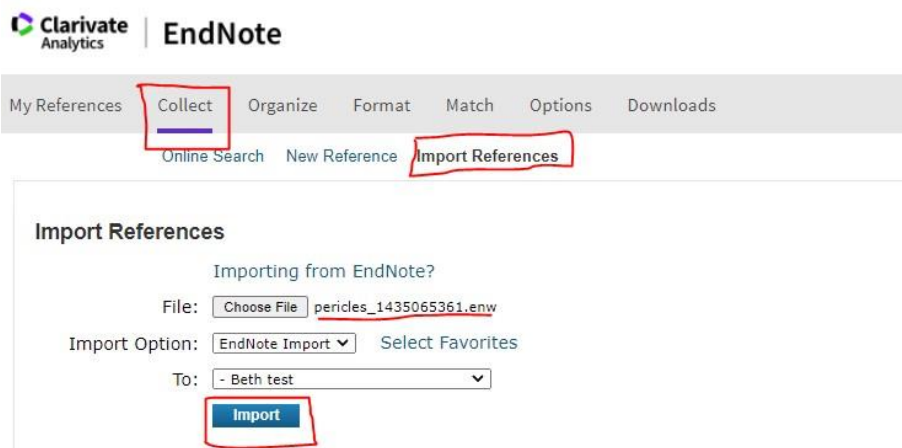 Clarivate
Analytics
EndNote
My References Collect Organize Format Match Options Downloads
Online Search New Reference Import References
Import References
Importing from EndNote?
File: Choose File pericles_1435065361.enw
Import Option: EndNote Import Select Favorites
To: - Beth test
Import